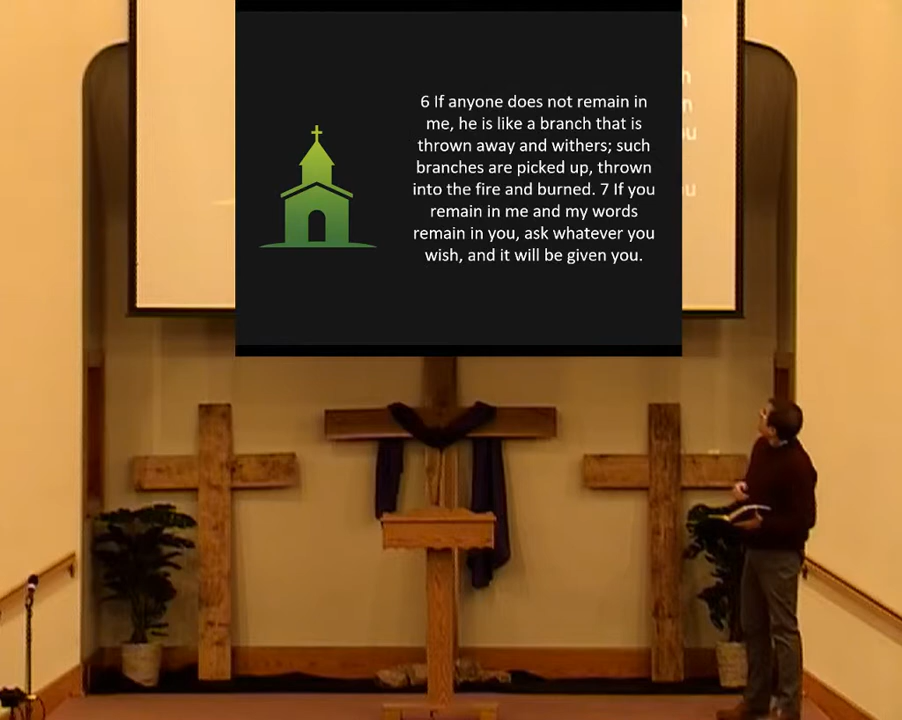 6 If anyone does not remain in
me, he is like a branch that is
thrown away and withers; such
branches are picked up, thrown
into the fire and burned. 7 If you
remain in me and my words
remain in you, ask whatever you
wish, and it will be given you.